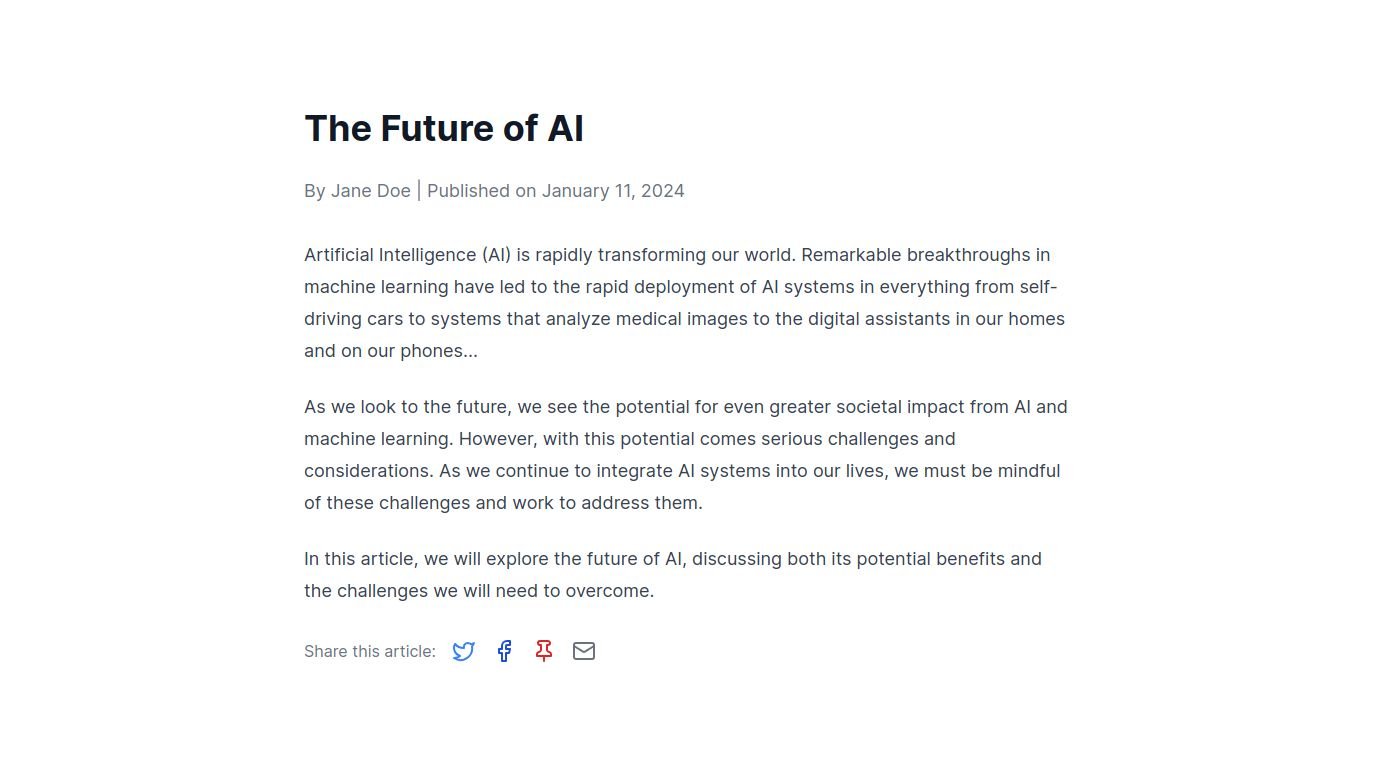 The Future of AI
By Jane Doe | Published on January 11, 2024
Artificial Intelligence (AI) is rapidly transforming our world. Remarkable breakthroughs in
machine learning have led to the rapid deployment of AI systems in everything from self-
driving cars to systems that analyze medical images to the digital assistants in our homes
and on our phones...
As we look to the future, we see the potential for even greater societal impact from AI and
machine learning. However, with this potential comes serious challenges and
considerations. As we continue to integrate AI systems into our lives, we must be mindful
of these challenges and work to address them.
In this article, we will explore the future of AI, discussing both its potential benefits and
the challenges we will need to overcome.
Share this article: